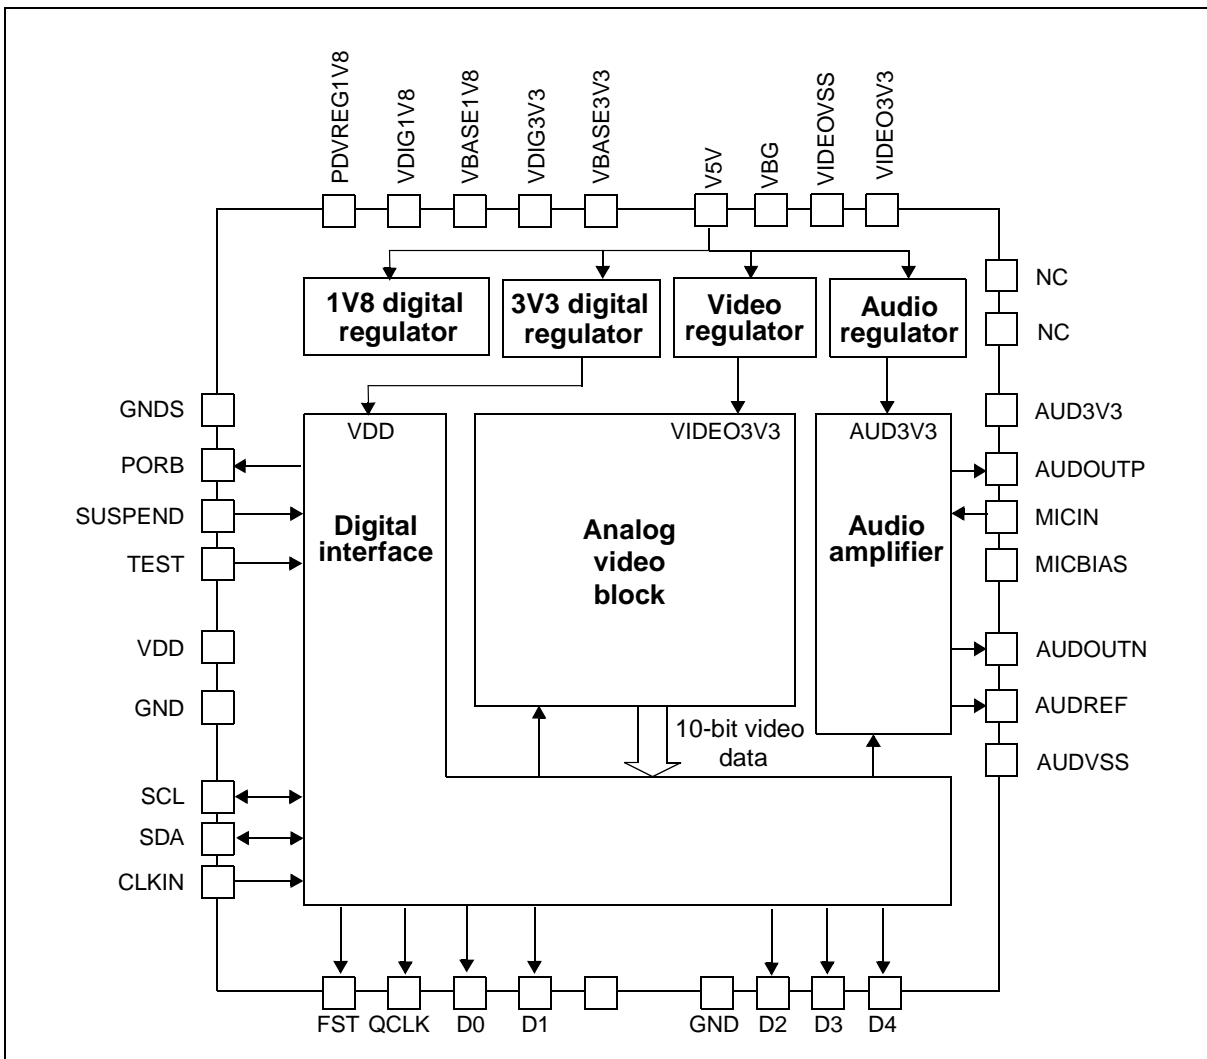 PDVREG1V8
VDIG1V8
VBASE1V8
VDIG3V3
VBASE3V3
V5V
VBG
VIDEOVSS
VIDEO3V3
1V8 digital
regulator
3V3 digital
regulator
Video
regulator
Audio
regulator
NC
NC
GNDS
PORB
SUSPEND
TEST
VDD
GND
SCL
SDA
CLKIN
VDD
Digital
interface
VIDEO3V3
Analog
video
block
AUD3V3
Audio
amplifier
10-bit video
data
AUD3V3
AUDOUTP
MICIN
MICBIAS
AUDOUTN
AUDREF
AUDVSS
FST
QCLK
D0
D1
GND
D2
D3
D4